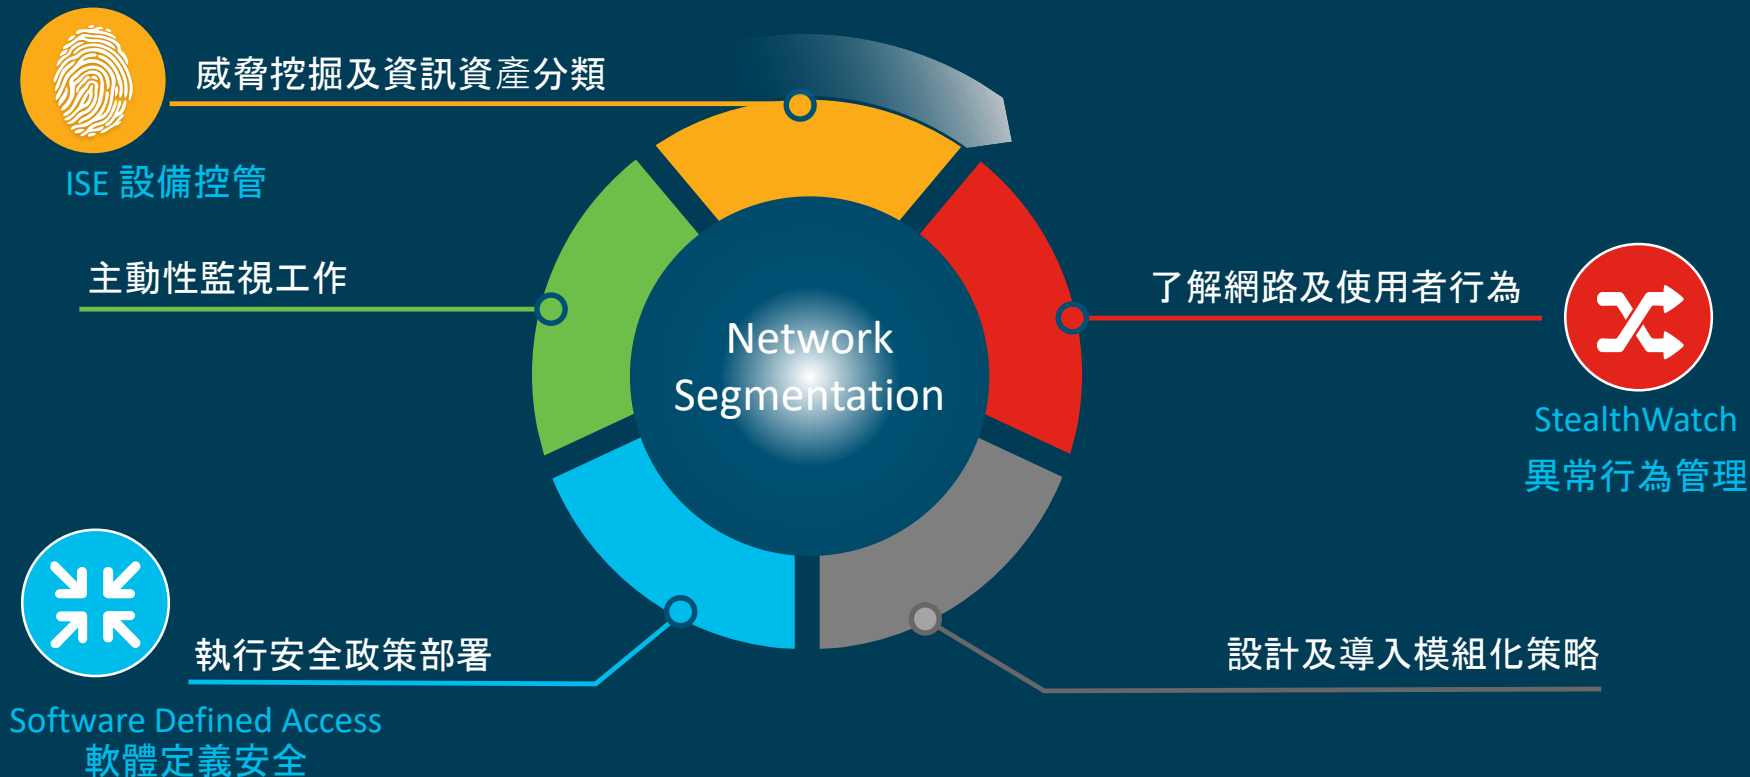 威脅挖掘及資訊資產分類
ISE 設備控管
主動性監視工作
了解網路及使用者行為
Network
Segmentation
StealthWatch
異常行為管理
執行安全政策部署
設計及導入模組化策略
Software Defined Access
軟體定義安全